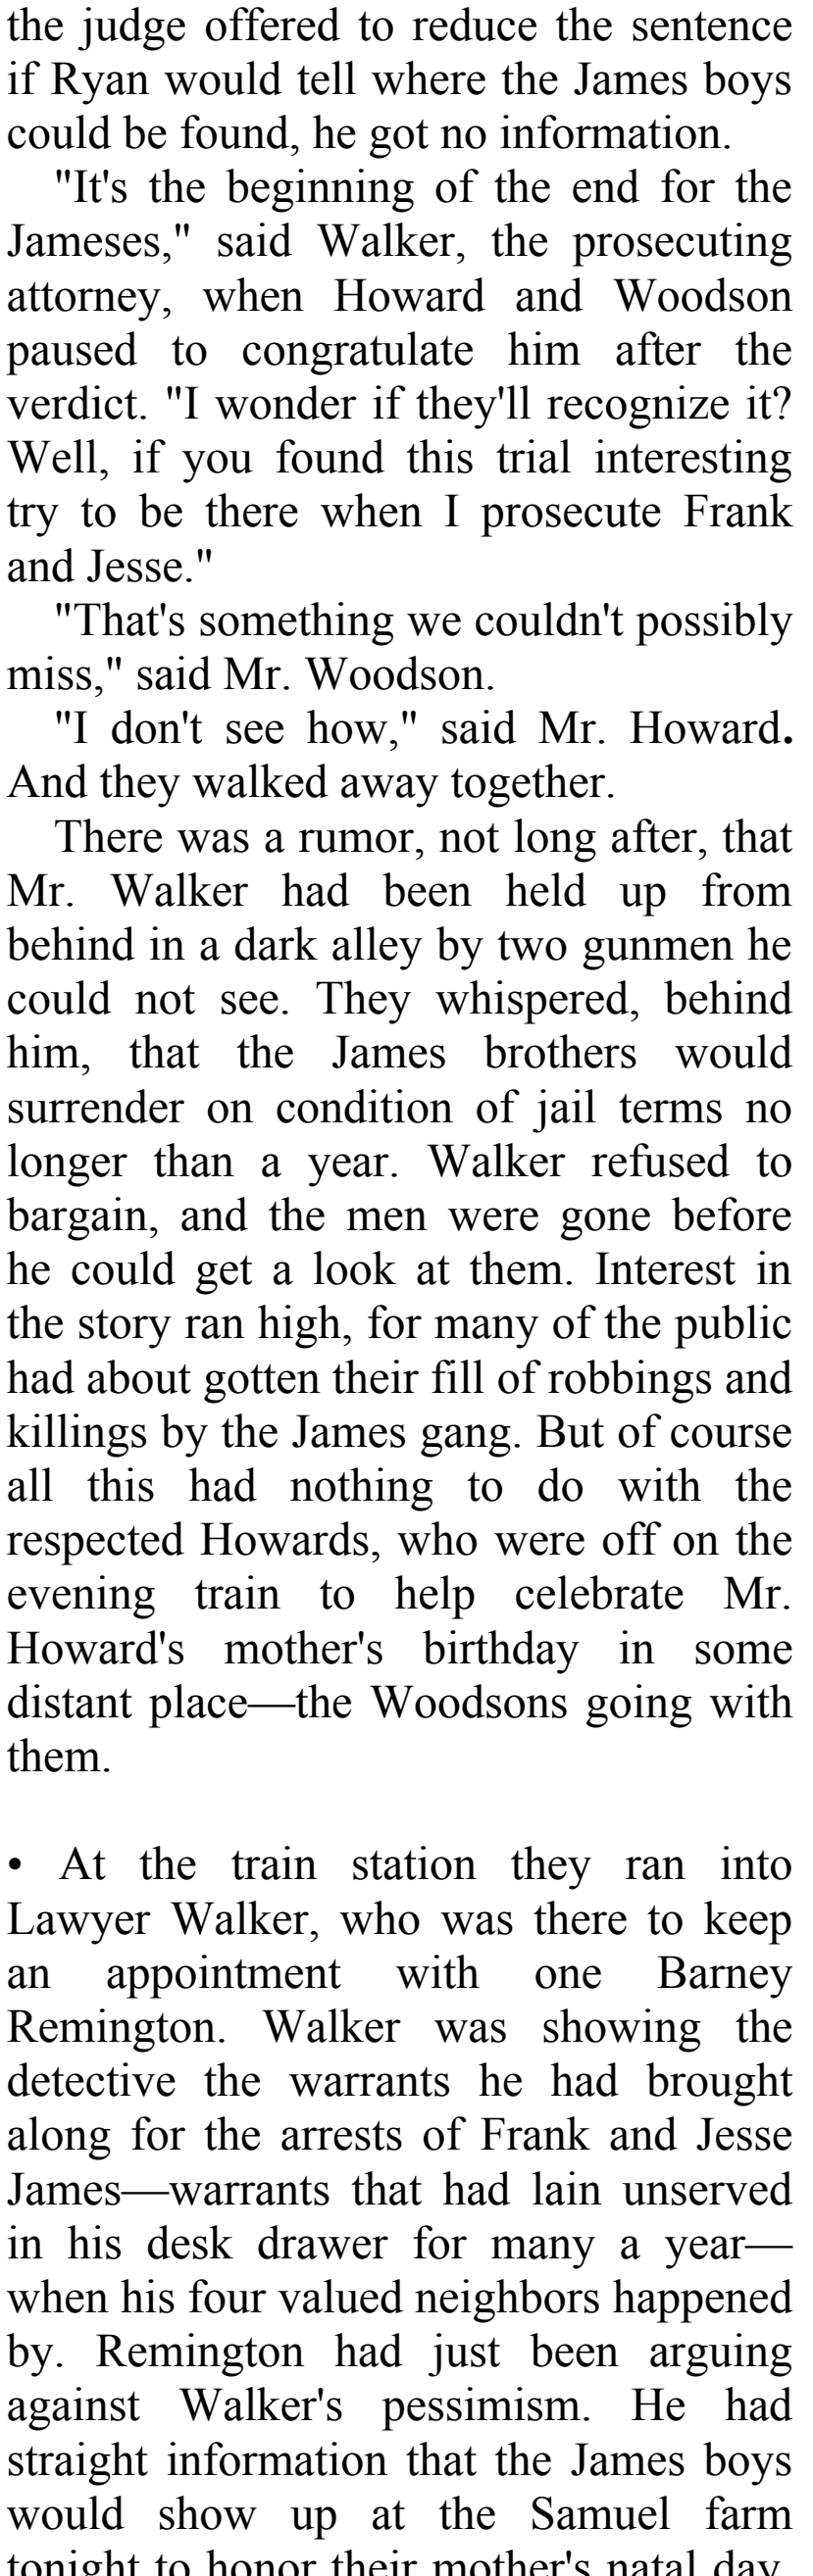 the judge offered to reduce the sentence
if Ryan would tell where the James boys
could be found, he got no information.
"It's the beginning of the end for the
Jameses," said Walker, the prosecuting
attorney, when Howard and Woodson
paused to congratulate him after the
verdict. "I wonder if they'll recognize it?
Well, if you found this trial interesting
try to be there when I prosecute Frank
and Jesse."
"That's something we couldn't possibly
miss," said Mr. Woodson.
"I don't see how," said Mr. Howard.
And they walked away together.
There was a rumor, not long after, that
Mr. Walker had been held up from
behind in a dark alley by two gunmen he
could not see. They whispered, behind
him, that the James brothers would
surrender on condition of jail terms no
longer than a year. Walker refused to
bargain, and the men were gone before
he could get a look at them. Interest in
the story ran high, for many of the public
had about gotten their fill of robbings and
killings by the James gang. But of course
all this had nothing to do with the
respected Howards, who were off on the
evening train to help celebrate Mr.
Howard's mother's birthday in some
distant place—the Woodsons going with
them.
• At the train station they ran into
Lawyer Walker, who was there to keep
an appointment with one Barney
Remington. Walker was showing the
detective the warrants he had brought
along for the arrests of Frank and Jesse
James—warrants that had lain unserved
in his desk drawer for many a year—
when his four valued neighbors happened
by. Remington had just been arguing
against Walker's pessimism. He had
straight information that the James boys
would show up at the Samuel farm
tonight to honor their mother's natal day.